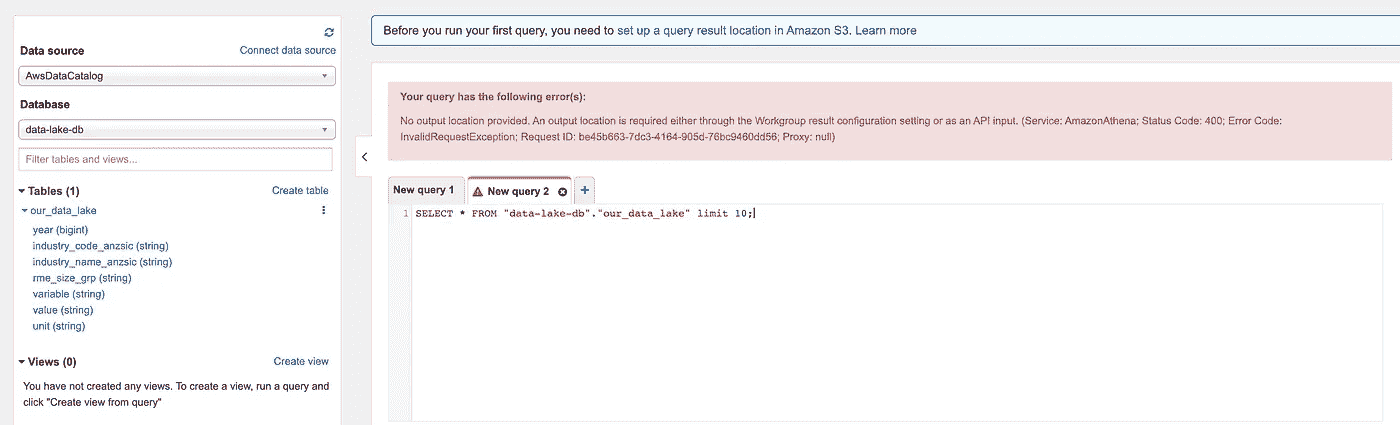 Data source
Connect data source
AwsDataCatalog
Database
data-lake-db
Filter tables and views...
Tables (1)
Create table
our_data_lake
year (bigint)
industry_code_anzsic (string)
industry_name_anzsic (string)
rme_size_grp (string)
variable (string)
value (string)
unit (string)
Views (0)
Create view
You have not created any views. To create a view, run a query and
click "Create view from query"
Before you run your first query, you need to set up a query result location in Amazon S3. Learn more
Your query has the following error(s):
No output location provided. An output location is required either through the Workgroup result configuration setting or as an API input. (Service: AmazonAthena; Status Code: 400; Error Code:
InvalidRequestException; Request ID: be45b663-7dc3-4164-905d-76bc9460dd56; Proxy: null)
New query 1
New query 2
+
1 SELECT * FROM "data-lake-db"."our_data_lake" limit 10;